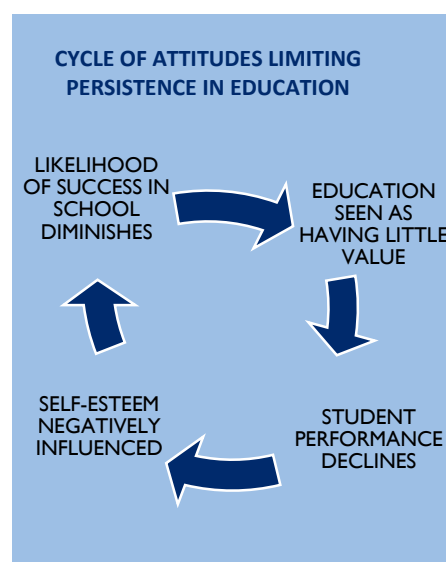 CYCLE OF ATTITUDES LIMITING
PERSISTENCE IN EDUCATION
LIKELIHOOD
OF SUCCESS IN
SCHOOL
DIMINISHES
EDUCATION
SEEN AS
HAVING LITTLE
VALUE
STUDENT
PERFORMANCE
DECLINES
SELF-ESTEEM
NEGATIVELY
INFLUENCED